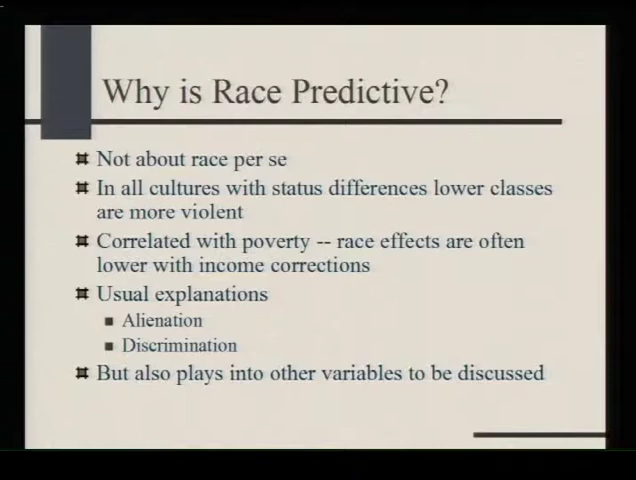 Why is Race Predictive?
Not about race per se
In all cultures with status differences lower classes
are more violent
Correlated with poverty -- race effects are often
lower with income corrections
Usual explanations
Alienation
Discrimination
But also plays into other variables to be discussed